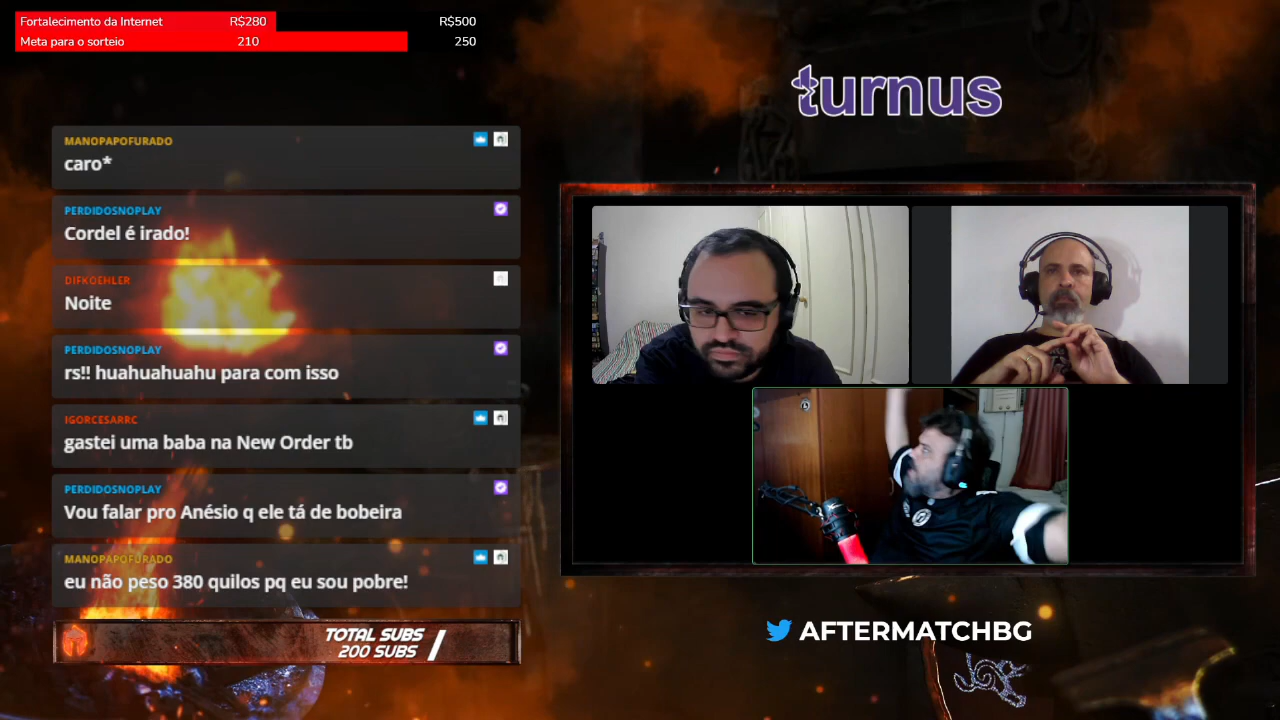 Fortalecimento da Internet R$280 R$500
Meta para o sorteio 210 250
turnus
MANOPAPOFURADO
caro*
PERDIDOSNOPLAY
Cordel é irado!
DIFKOEHLER
Noite
PERDIDOSNOPLAY
rs!! huahuahuahu para com isso
IGORCESARRC
gastei uma baba na New Order tb
PERDIDOSNOPLAY
Vou falar pro Anésio q ele tá de bobeira
MANOPAPOFURADO
eu não peso 380 quilos pq eu sou pobre!
TOTAL SUBS
200 SUBS /
AFTERMATCHBG